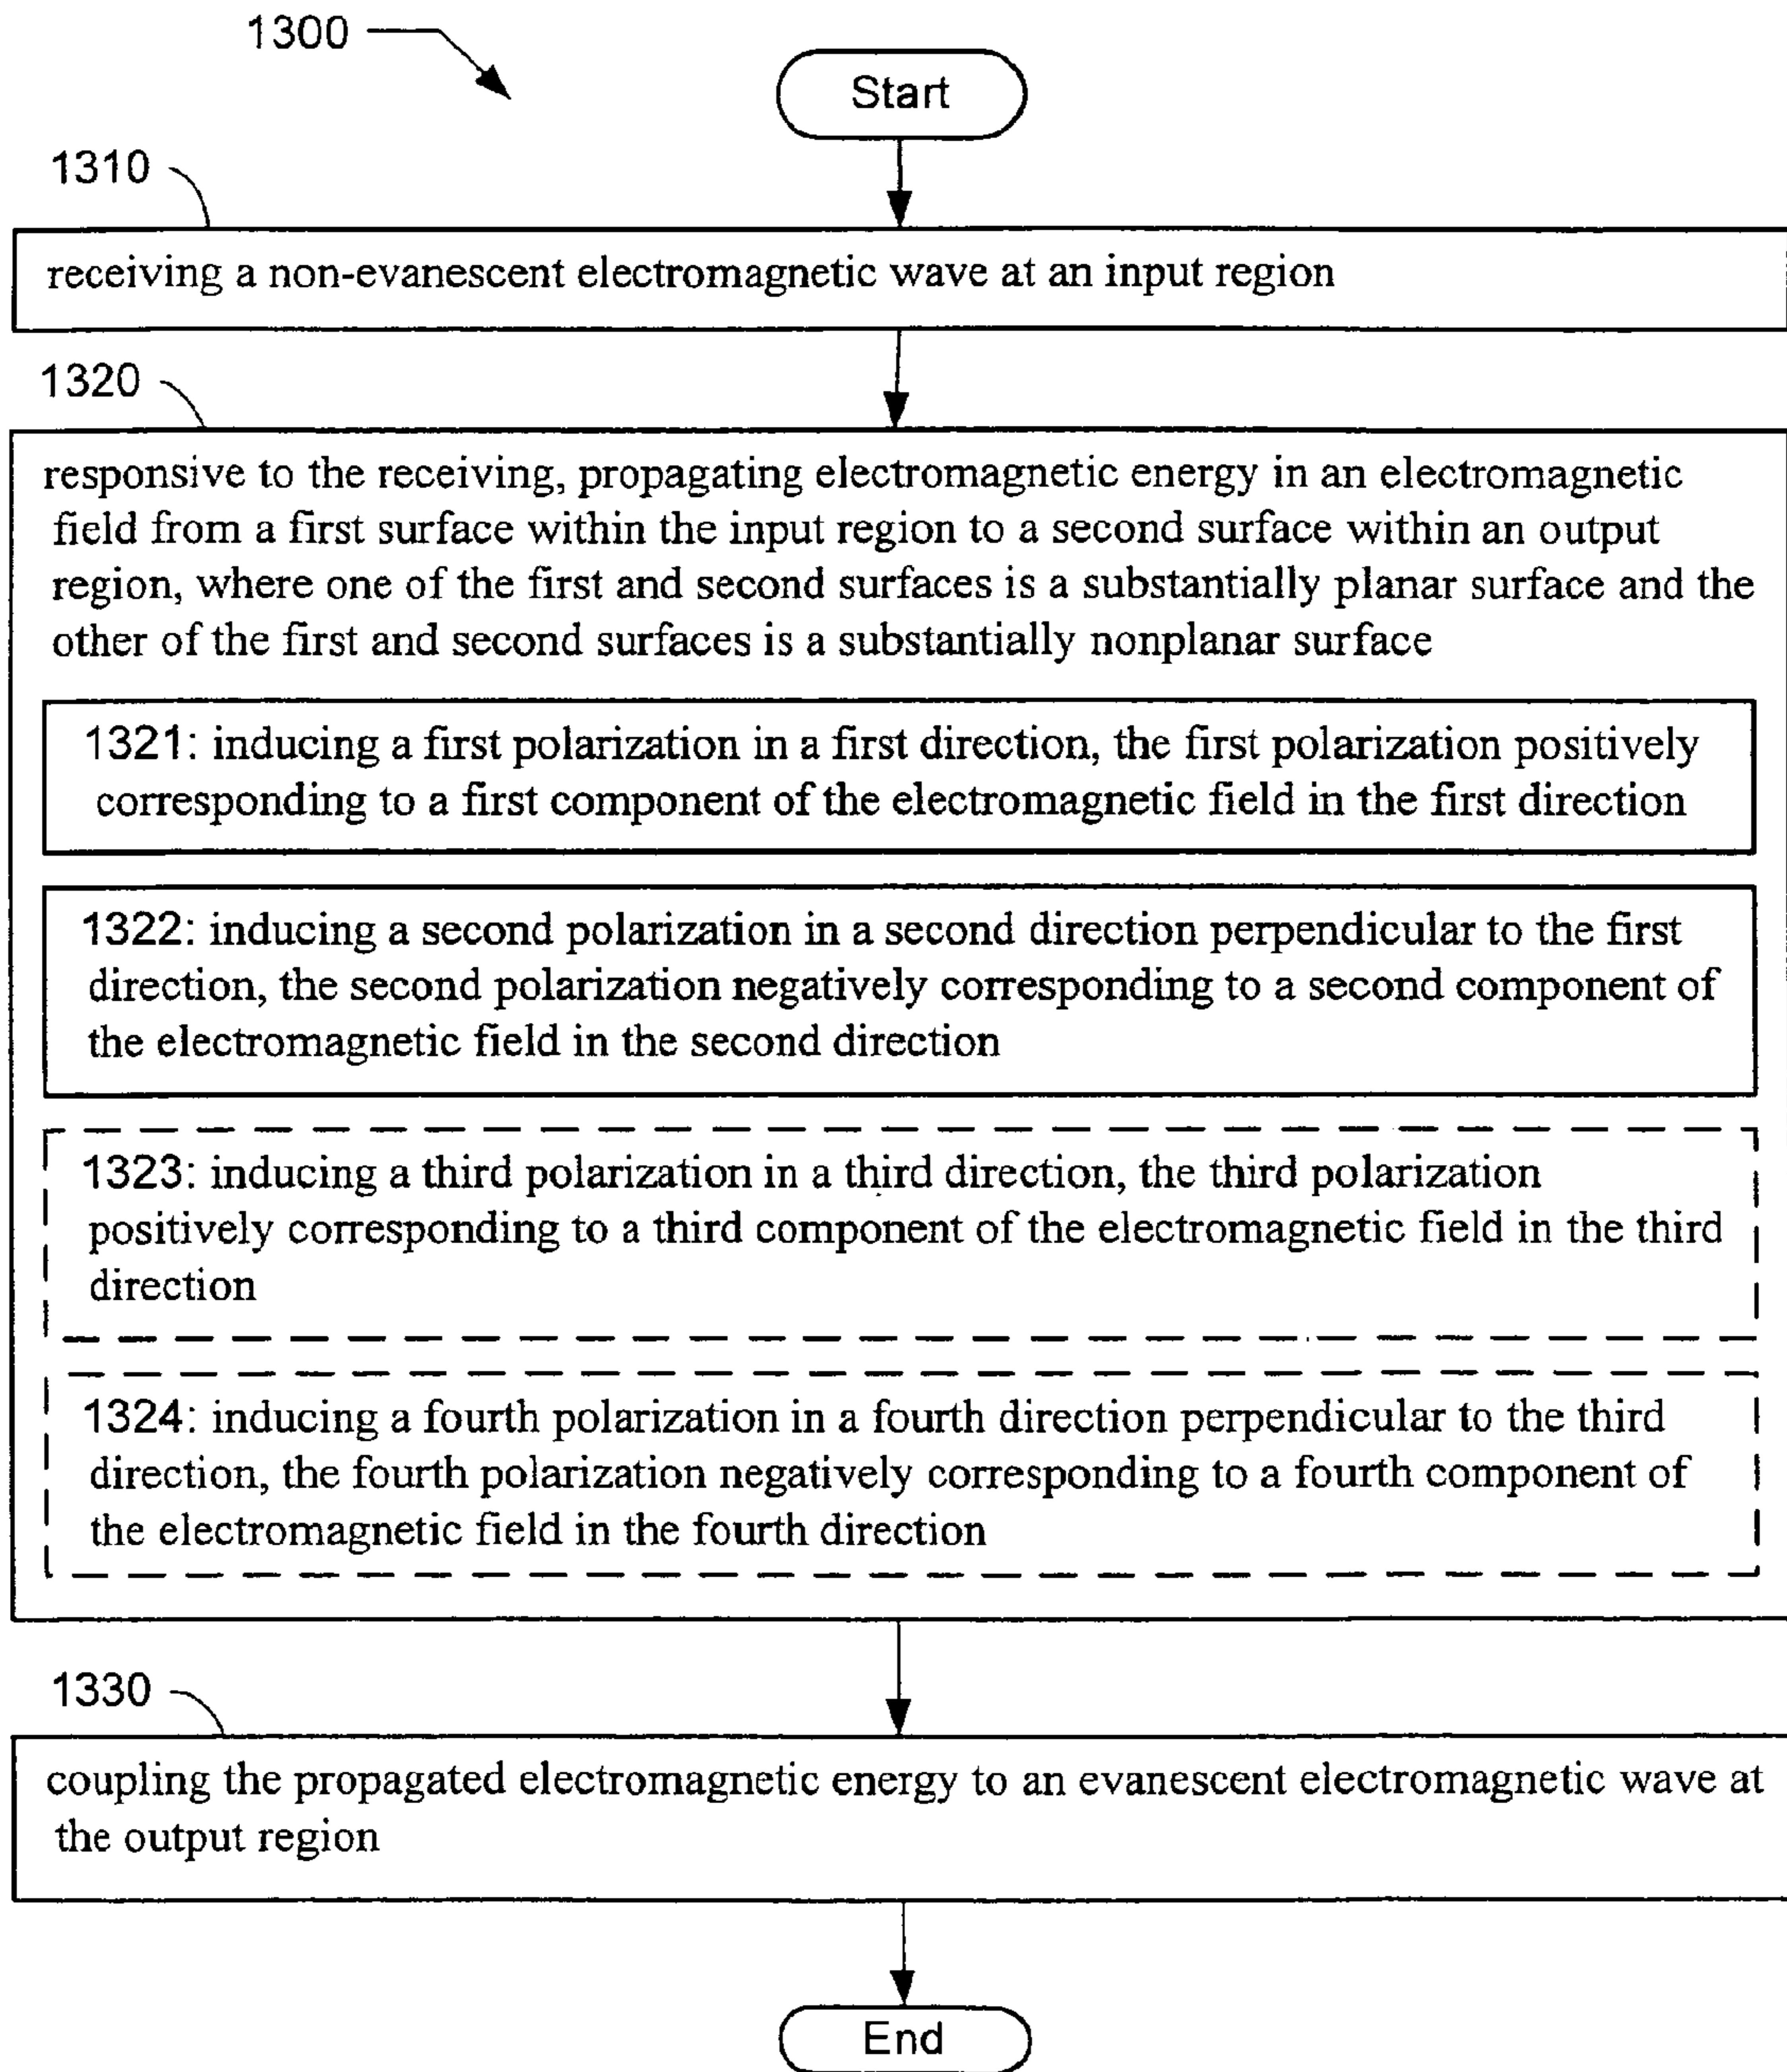 1300
Start
1310
receiving a non-evanescent electromagnetic wave at an input region
1320
responsive to the receiving, propagating electromagnetic energy in an electromagnetic
field from a first surface within the input region to a second surface within an output
region, where one of the first and second surfaces is a substantially planar surface and the
other of the first and second surfaces is a substantially nonplanar surface
1321: inducing a first polarization in a first direction, the first polarization positively
corresponding to a first component of the electromagnetic field in the first direction
1322: inducing a second polarization in a second direction perpendicular to the first
direction, the second polarization negatively corresponding to a second component of
the electromagnetic field in the second direction
1323: inducing a third polarization in a third direction, the third polarization
positively corresponding to a third component of the electromagnetic field in the third
direction
1324: inducing a fourth polarization in a fourth direction perpendicular to the third
direction, the fourth polarization negatively corresponding to a fourth component of
the electromagnetic field in the fourth direction
1330
coupling the propagated electromagnetic energy to an evanescent electromagnetic wave at
the output region
End